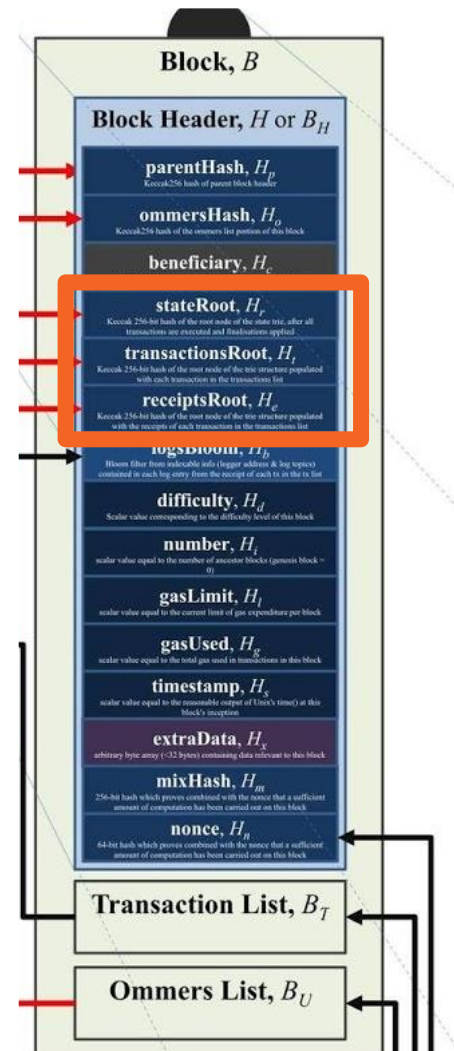 Block, B
Block Header, H or B_H
parentHash, H_p
Keccak256 hash of parent block header
ommersHash, H_o
Keccak256 hash of the ommers list portion of this block
beneficiary, H_c
stateRoot, H_r
Keccak 256-bit hash of the root node of the state trie, after all
transactions are executed and finalisations applied
transactionsRoot, H_t
Keccak 256-bit hash of the root node of the trie structure populated
with each transaction in the transactions list
receiptsRoot, H_e
Keccak 256-bit hash of the root node of the trie structure populated
with the receipts of each transaction in the transactions list
logsBloom, H_b
Bloom filter from indexable info (logger address & log topics)
contained in each log entry from the receipt of each tx in the tx list
difficulty, H_d
Scalar value corresponding to the difficulty level of this block
number, H_i
scalar value equal to the number of ancestor blocks (genesis block =
0)
gasLimit, H_l
scalar value equal to the current limit of gas expenditure per block
gasUsed, H_g
scalar value equal to the total gas used in transactions in this block
timestamp, H_s
scalar value equal to the reasonable output of Unix's time() at this
block's inception
extraData, H_x
arbitrary byte array (<32 bytes) containing data relevant to this block
mixHash, H_m
256-bit hash which proves combined with the nonce that a sufficient
amount of computation has been carried out on this block
nonce, H_n
64-bit hash which proves combined with the nonce that a sufficient
amount of computation has been carried out on this block
Transaction List, B_T
Ommers List, B_U